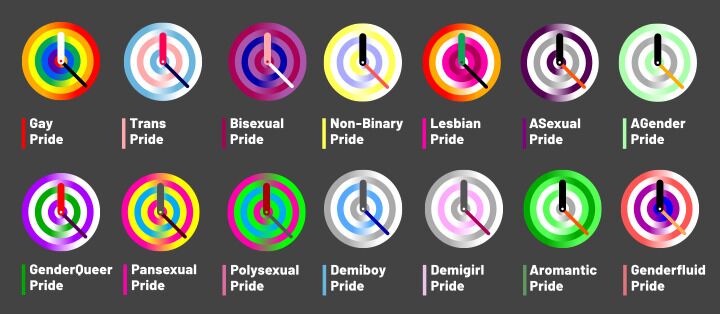 Gay
Pride
Trans
Pride
Bisexual
Pride
Non-Binary
Pride
Lesbian
Pride
ASexual
Pride
AGender
Pride
GenderQueer
Pride
Pansexual
Pride
Polysexual
Pride
Demiboy
Pride
Demigirl
Pride
Aromantic
Pride
Genderfluid
Pride